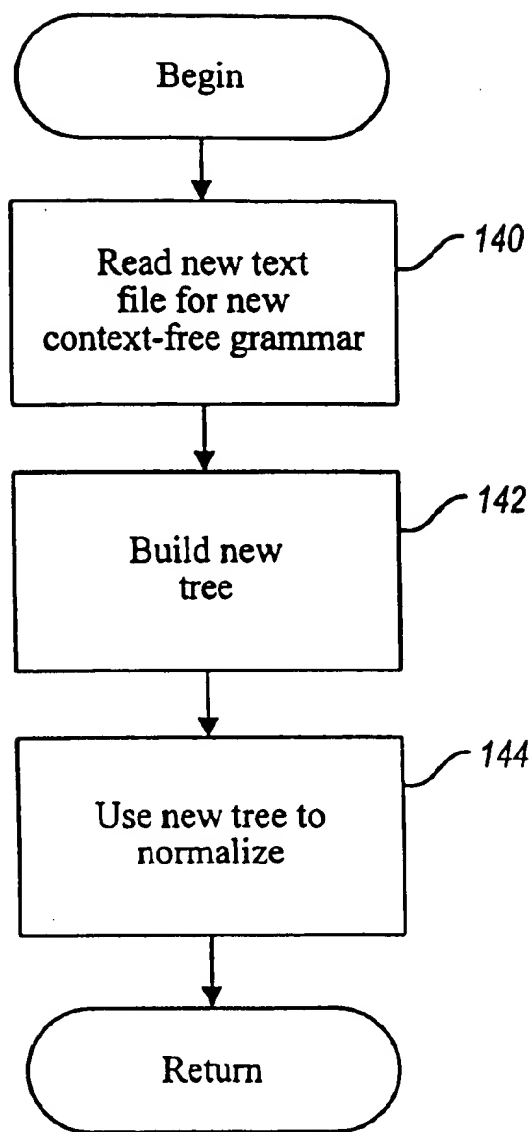 Begin
Read new text
file for new
context-free grammar
140
Build new
tree
142
Use new tree to
normalize
144
Return